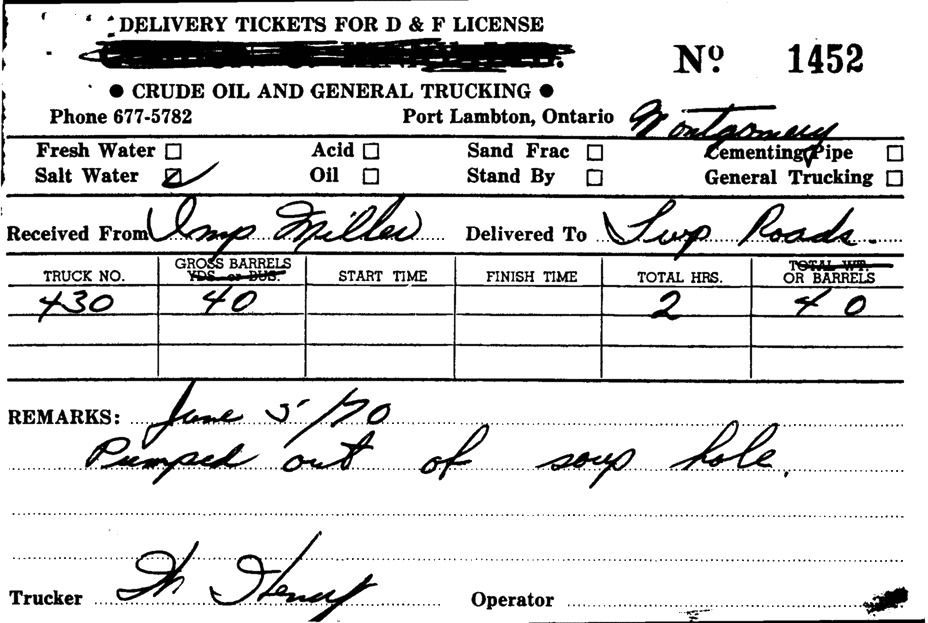 DELIVERY TICKETS FOR D & F LICENSE
Nº 1452
● CRUDE OIL AND GENERAL TRUCKING ●
Phone 677-5782 Port Lambton, Ontario Montgomery
Fresh Water ☐ Acid ☐ Sand Frac ☐ Cementing Pipe ☐
Salt Water ☑ Oil ☐ Stand By ☐ General Trucking ☐
Received From Imp Miller Delivered To Twp Roads.
TRUCK NO. GROSS BARRELS YDS. or BUS. START TIME FINISH TIME TOTAL HRS. TOTAL WT. OR BARRELS
430 40 2 40
REMARKS: June 5/70
Pumped out of soup hole.
Trucker Henry Operator